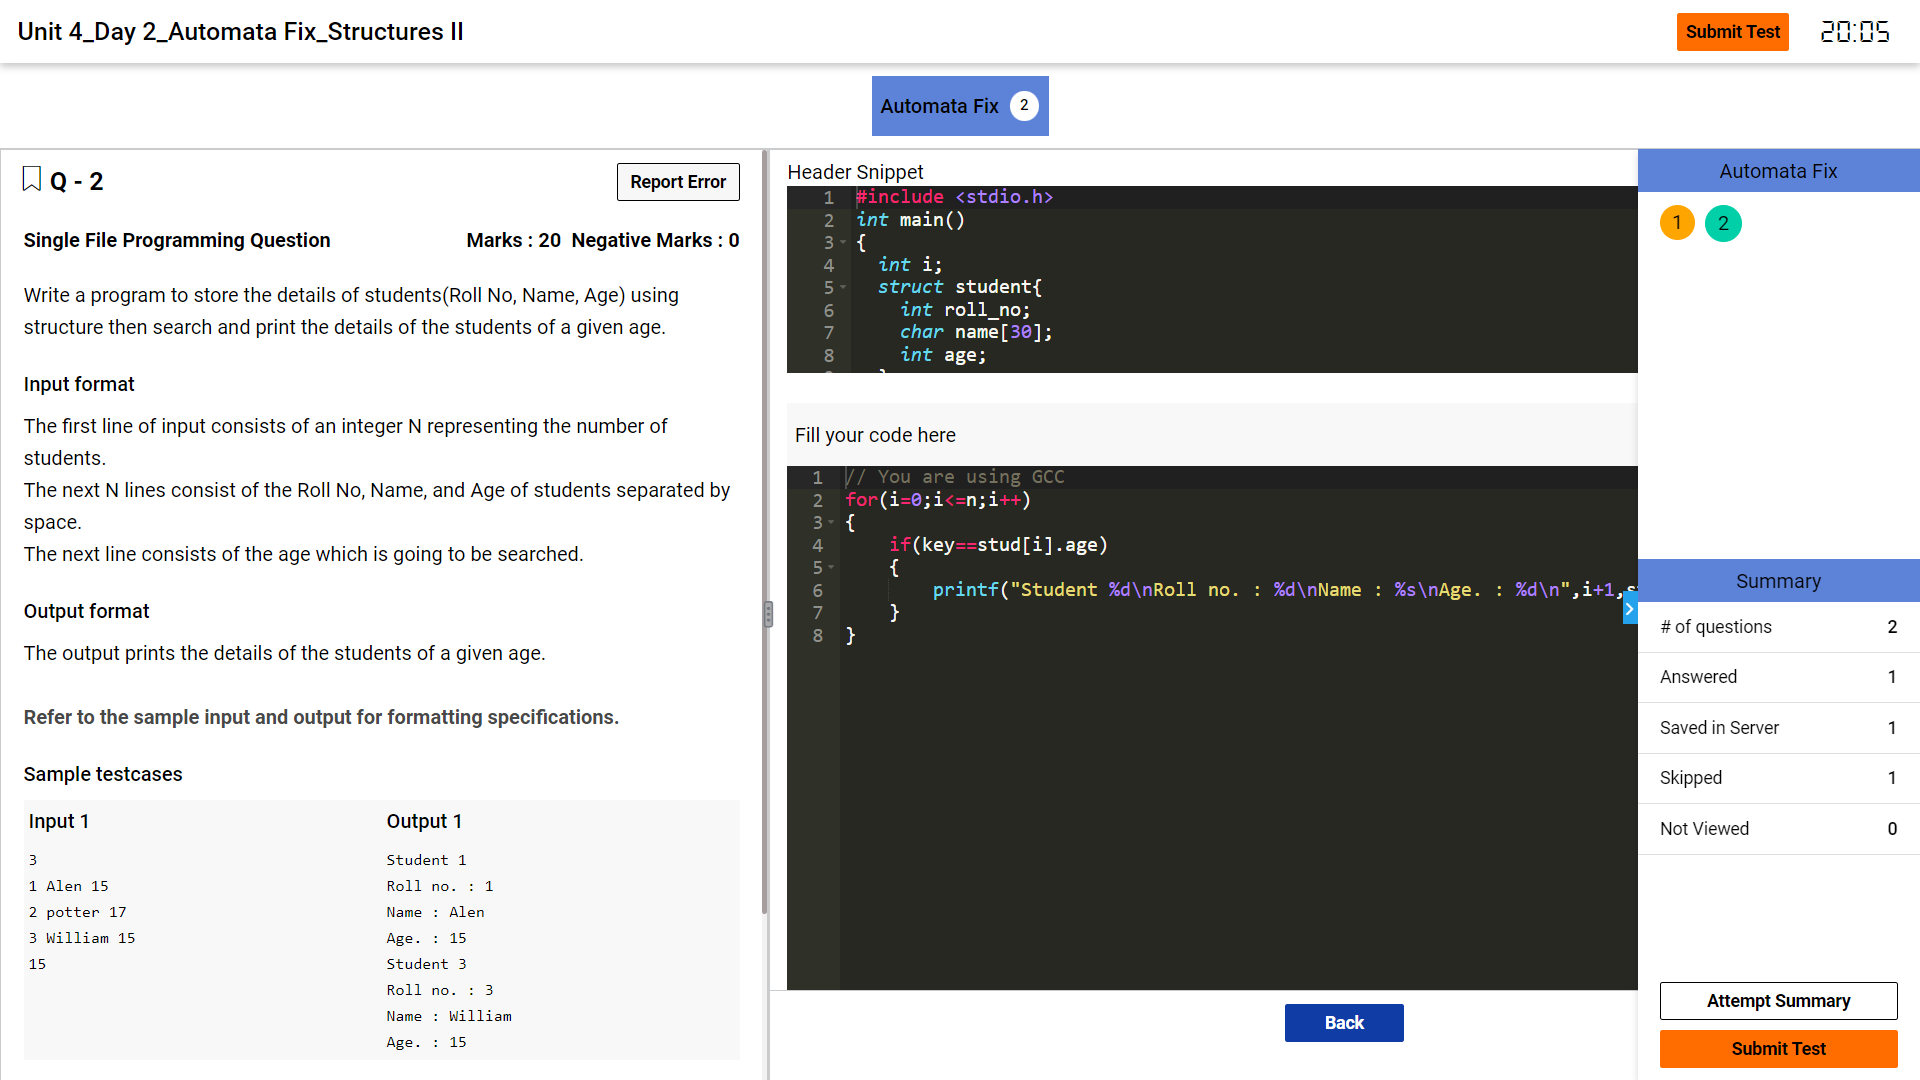 Unit 4_Day 2_Automata Fix_Structures II
Submit Test
20:05
Automata Fix 2
Q - 2
Report Error
Single File Programming Question
Marks : 20 Negative Marks : 0
Write a program to store the details of students(Roll No, Name, Age) using
structure then search and print the details of the students of a given age.
Input format
The first line of input consists of an integer N representing the number of
students.
The next N lines consist of the Roll No, Name, and Age of students separated by
space.
The next line consists of the age which is going to be searched.
Output format
The output prints the details of the students of a given age.
Refer to the sample input and output for formatting specifications.
Sample testcases
Input 1
3
1 Alen 15
2 potter 17
3 William 15
15
Output 1
Student 1
Roll no. : 1
Name : Alen
Age. : 15
Student 3
Roll no. : 3
Name : William
Age. : 15
Header Snippet
1 #include <stdio.h>
2 int main()
3 {
4 int i;
5 struct student{
6 int roll_no;
7 char name[30];
8 int age;
Fill your code here
1 // You are using GCC
2 for(i=0;i<=n;i++)
3 {
4 if(key==stud[i].age)
5 {
6 printf("Student %d\nRoll no. : %d\nName : %s\nAge. : %d\n",i+1,s
7 }
8 }
Back
Automata Fix
1 2
Summary
# of questions 2
Answered 1
Saved in Server 1
Skipped 1
Not Viewed 0
Attempt Summary
Submit Test